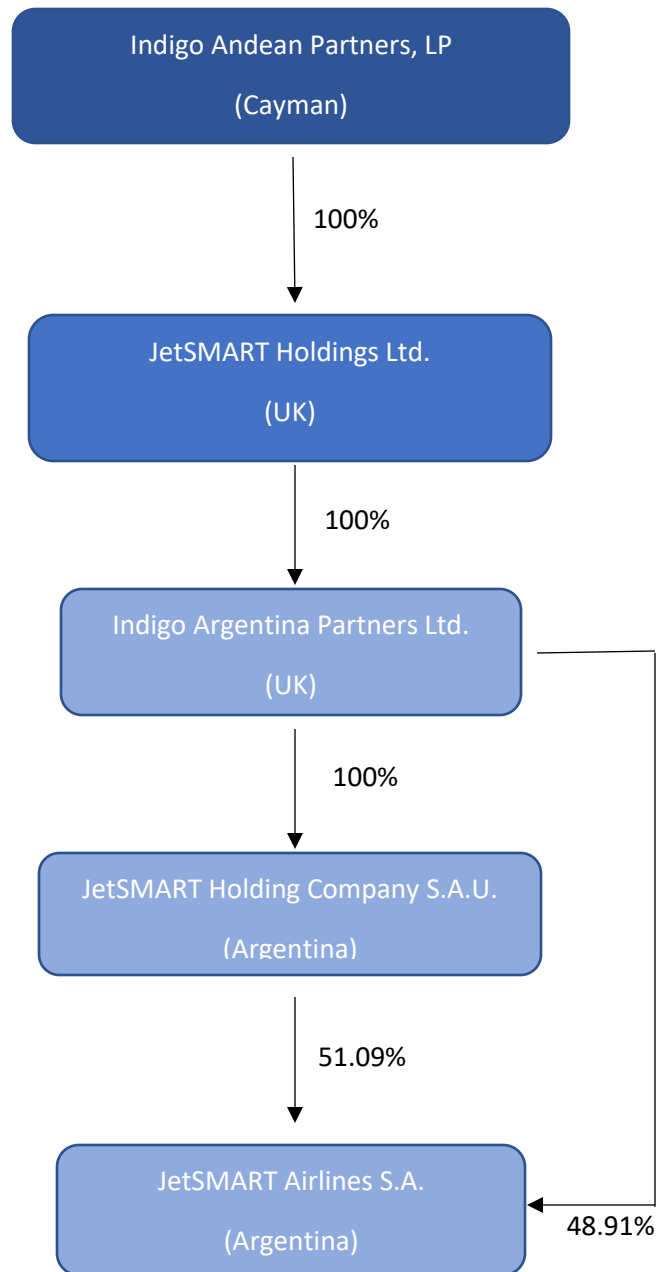 Indigo Andean Partners, LP
(Cayman)
100%
JetSMART Holdings Ltd.
(UK)
100%
Indigo Argentina Partners Ltd.
(UK)
100%
JetSMART Holding Company S.A.U.
(Argentina)
51.09%
JetSMART Airlines S.A.
(Argentina)
48.91%